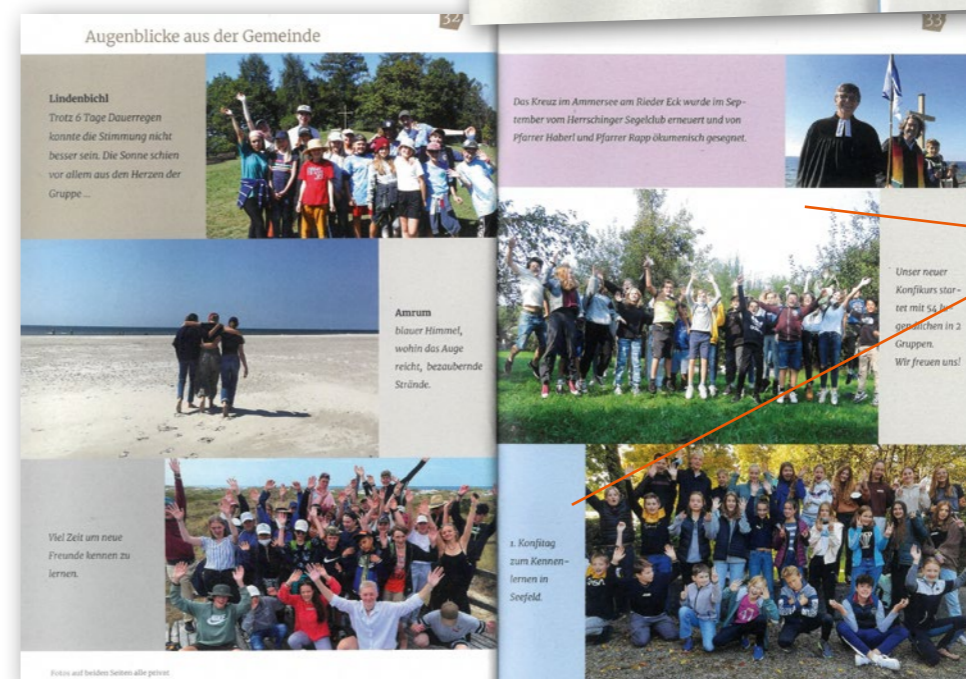 32
Augenblicke aus der Gemeinde
Lindenbichl
Trotz 6 Tage Dauerregen
konnte die Stimmung nicht
besser sein. Die Sonne schien
vor allem aus den Herzen der
Gruppe ...
Amrum
blauer Himmel,
wohin das Auge
reicht, bezaubernde
Strände.
Viel Zeit um neue
Freunde kennen zu
lernen.
Fotos auf beiden Seiten alle privat
33
Das Kreuz im Ammersee am Rieder Eck wurde im Sep-
tember vom Herrschinger Segelclub erneuert und von
Pfarrer Haberl und Pfarrer Rapp ökumenisch gesegnet.
Unser neuer
Konfikurs star-
tet mit 54 Ju-
gendlichen in 2
Gruppen.
Wir freuen uns!
1. Konfitag
zum Kennen-
lernen in
Seefeld.